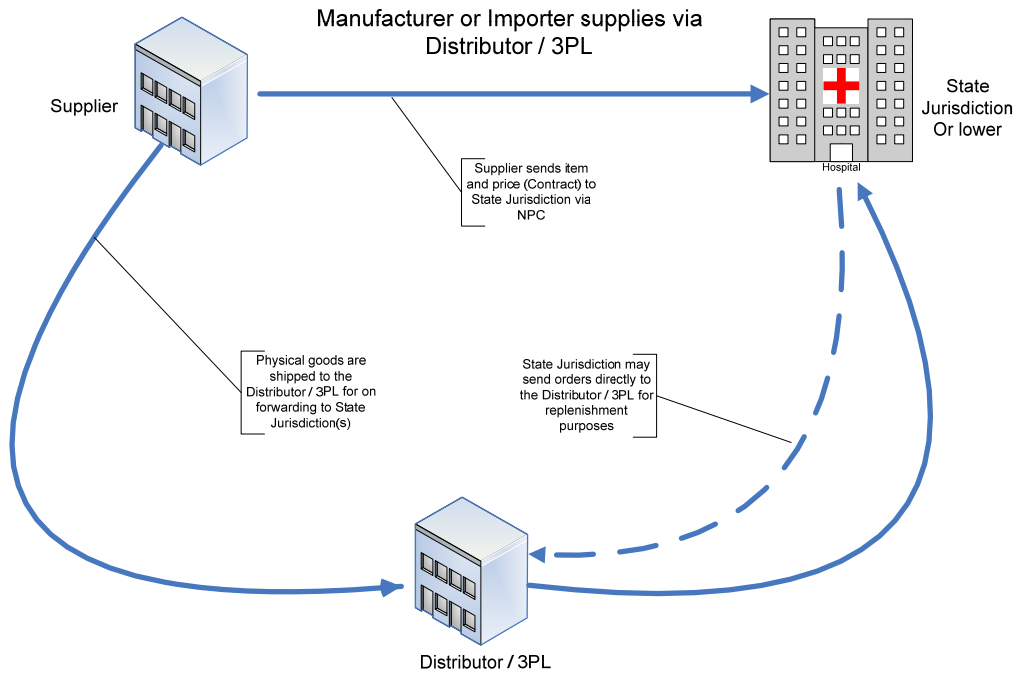 Manufacturer or Importer supplies via
Distributor / 3PL
Supplier
State
Jurisdiction
Or lower
Hospital
Supplier sends item
and price (Contract) to
State Jurisdiction via
NPC
Physical goods are
shipped to the
Distributor / 3PL for on
forwarding to State
Jurisdiction(s)
State Jurisdiction may
send orders directly to
the Distributor / 3PL for
replenishment
purposes
Distributor / 3PL